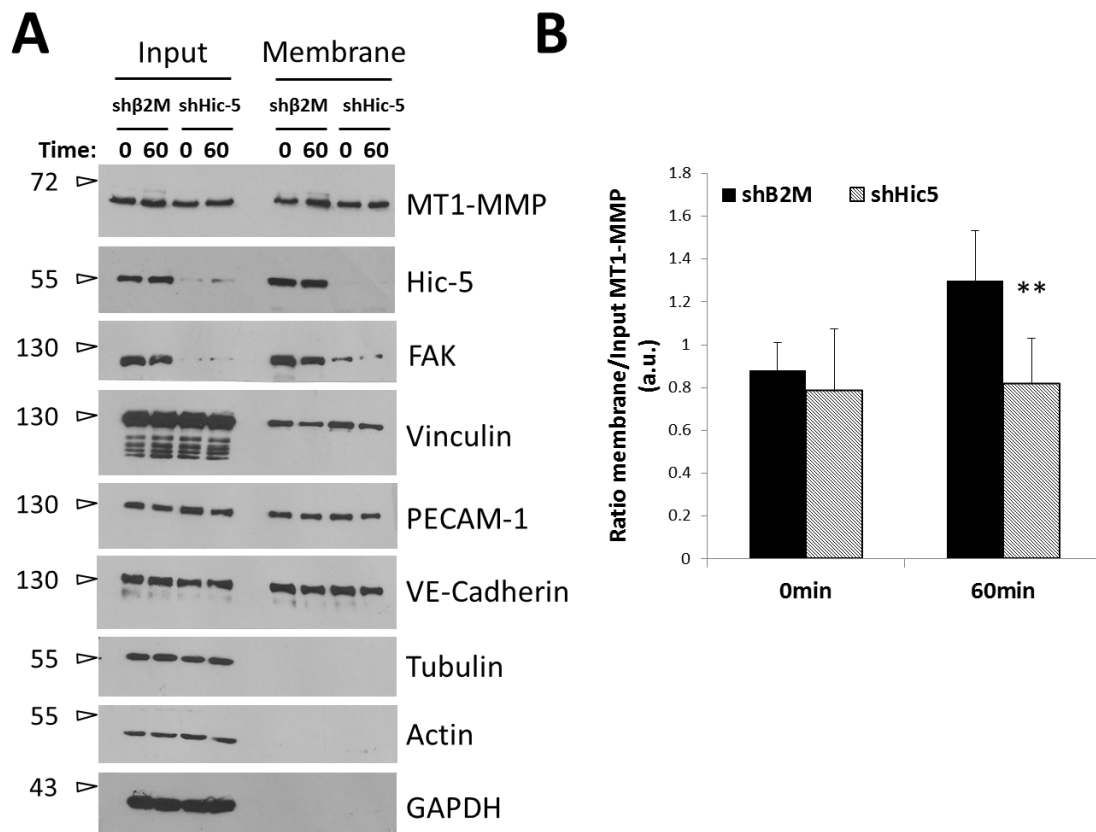 A
Input Membrane
shβ2M shHic-5 shβ2M shHic-5
Time: 0 60 0 60 0 60 0 60
72 MT1-MMP
55 Hic-5
130 FAK
130 Vinculin
130 PECAM-1
130 VE-Cadherin
55 Tubulin
55 Actin
43 GAPDH
B
Ratio membrane/Input MT1-MMP
(a.u.)
1.8
1.6
1.4
1.2
1
0.8
0.6
0.4
0.2
0
shB2M shHic5
**
0min 60min